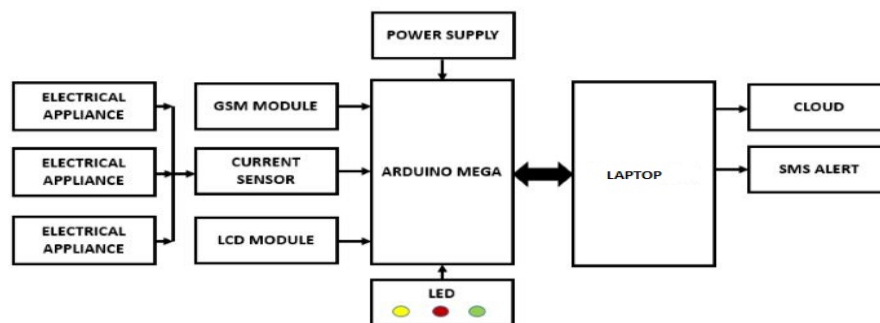 POWER SUPPLY
ELECTRICAL
APPLIANCE
GSM MODULE
CLOUD
ELECTRICAL
APPLIANCE
CURRENT
SENSOR
ARDUINO MEGA
LAPTOP
SMS ALERT
ELECTRICAL
APPLIANCE
LCD MODULE
LED